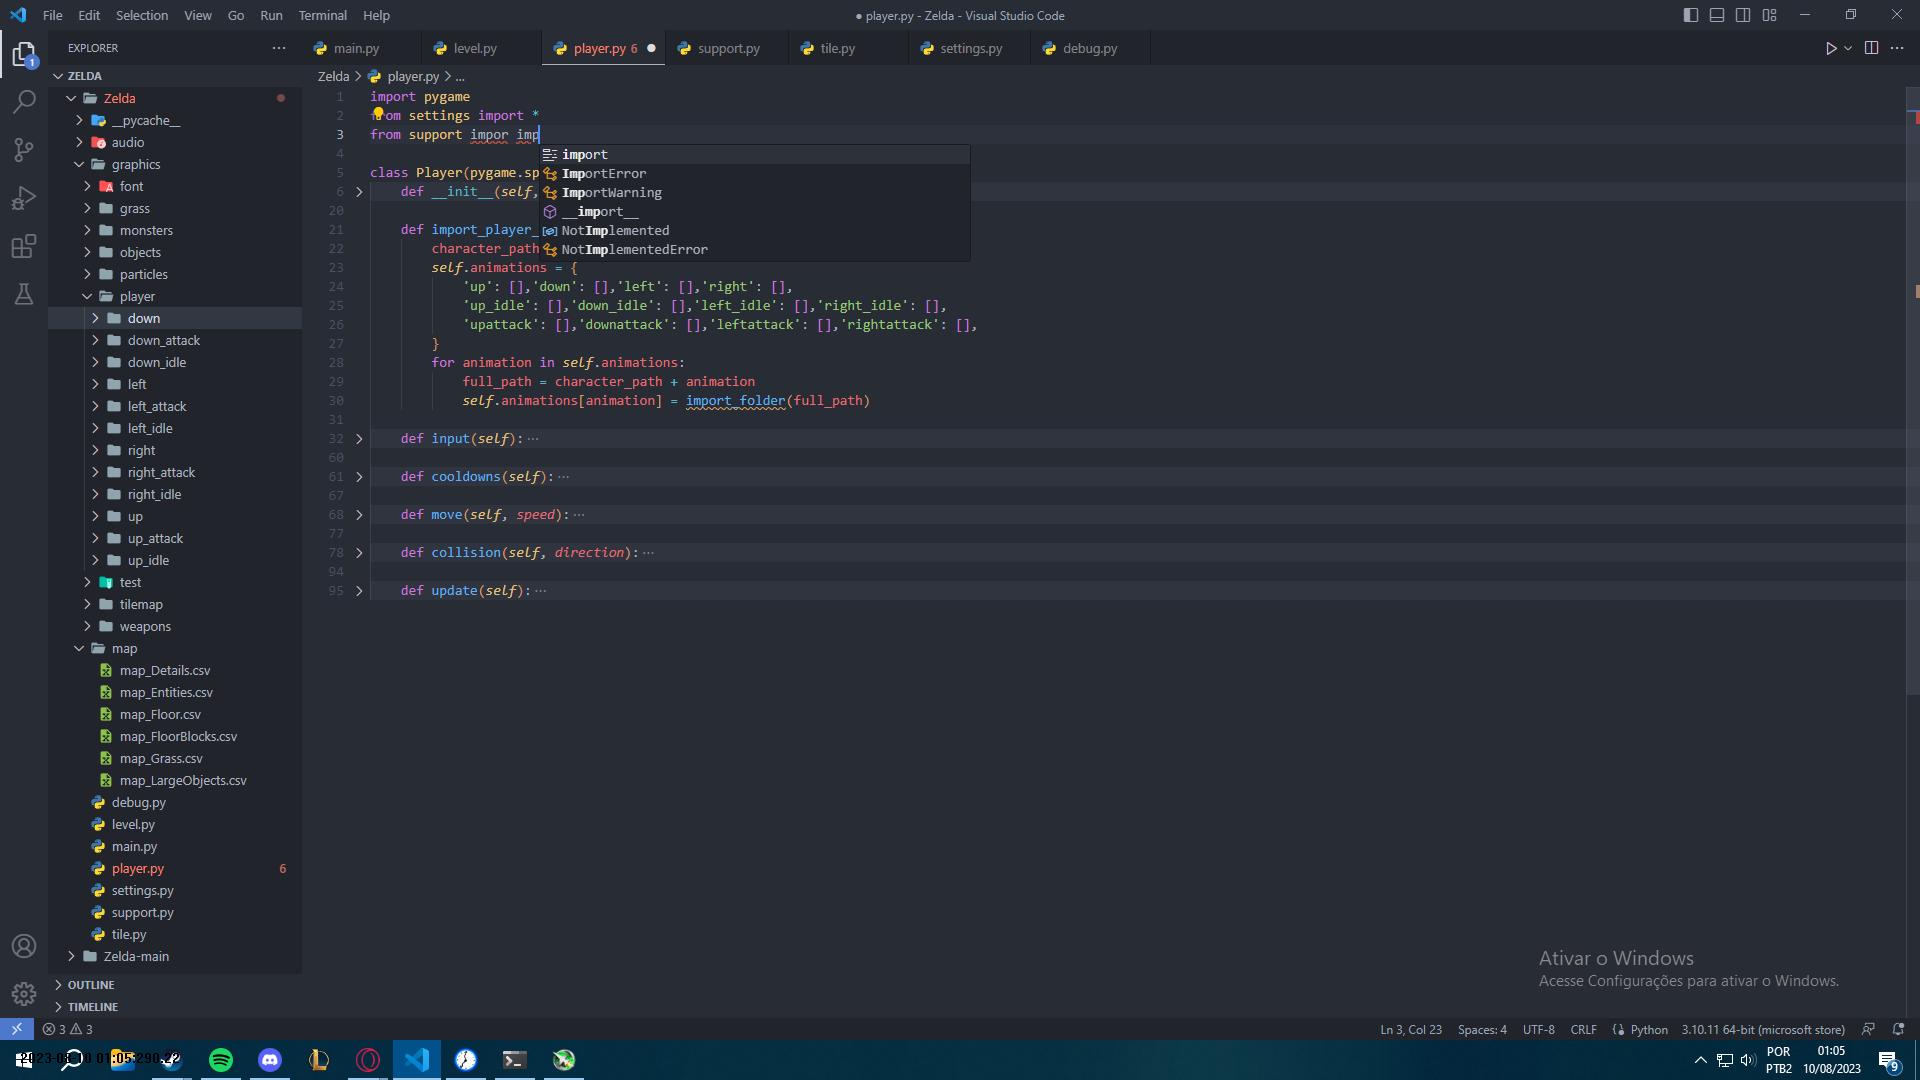 File Edit Selection View Go Run Terminal Help
● player.py - Zelda - Visual Studio Code
EXPLORER ···
main.py level.py player.py 6 ● support.py tile.py settings.py debug.py
1
ZELDA
Zelda
__pycache__
audio
graphics
font
grass
monsters
objects
particles
player
down
down_attack
down_idle
left
left_attack
left_idle
right
right_attack
right_idle
up
up_attack
up_idle
test
tilemap
weapons
map
map_Details.csv
map_Entities.csv
map_Floor.csv
map_FloorBlocks.csv
map_Grass.csv
map_LargeObjects.csv
debug.py
level.py
main.py
player.py 6
settings.py
support.py
tile.py
Zelda-main
OUTLINE
TIMELINE
Zelda > player.py > ...
1 import pygame
2 from settings import *
3 from support impor imp
4
5 class Player(pygame.sp
6 def __init__(self,
20
21 def import_player_
22 character_path
23 self.animations = {
24 'up': [],'down': [],'left': [],'right': [],
25 'up_idle': [],'down_idle': [],'left_idle': [],'right_idle': [],
26 'upattack': [],'downattack': [],'leftattack': [],'rightattack': [],
27 }
28 for animation in self.animations:
29 full_path = character_path + animation
30 self.animations[animation] = import_folder(full_path)
31
32 def input(self): ···
60
61 def cooldowns(self): ···
67
68 def move(self, speed): ···
77
78 def collision(self, direction): ···
94
95 def update(self): ···
import
ImportError
ImportWarning
__import__
NotImplemented
NotImplementedError
Ativar o Windows
Acesse Configurações para ativar o Windows.
3 3
Ln 3, Col 23 Spaces: 4 UTF-8 CRLF Python 3.10.11 64-bit (microsoft store)
POR
PTB2
01:05
10/08/2023
9